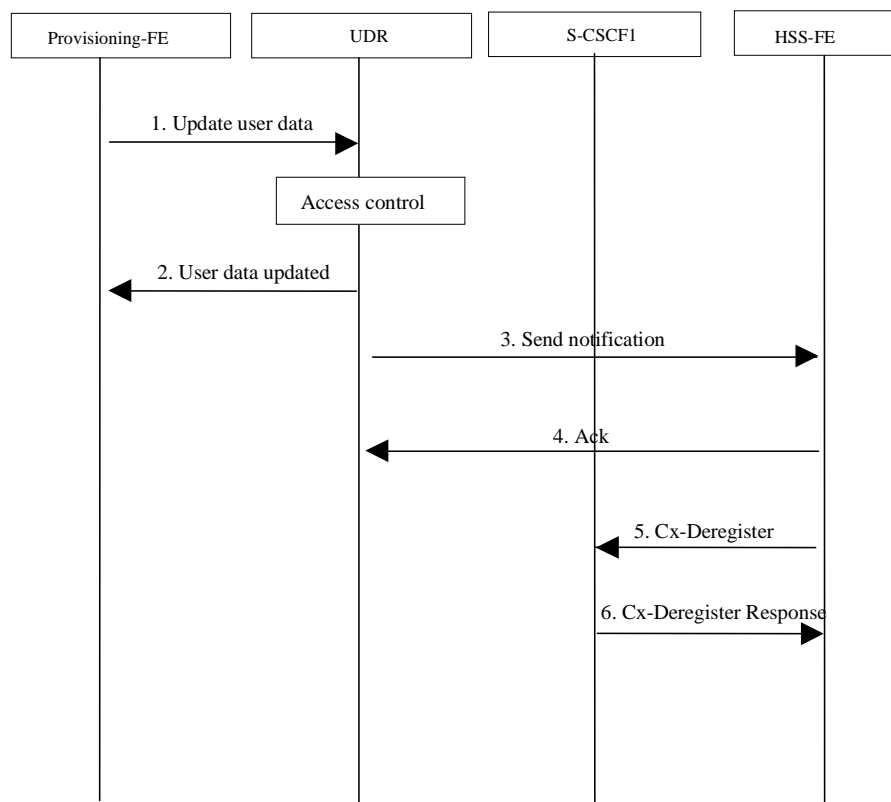 Provisioning-FE
UDR
S-CSCF1
HSS-FE
1. Update user data
Access control
2. User data updated
3. Send notification
4. Ack
5. Cx-Deregister
6. Cx-Deregister Response